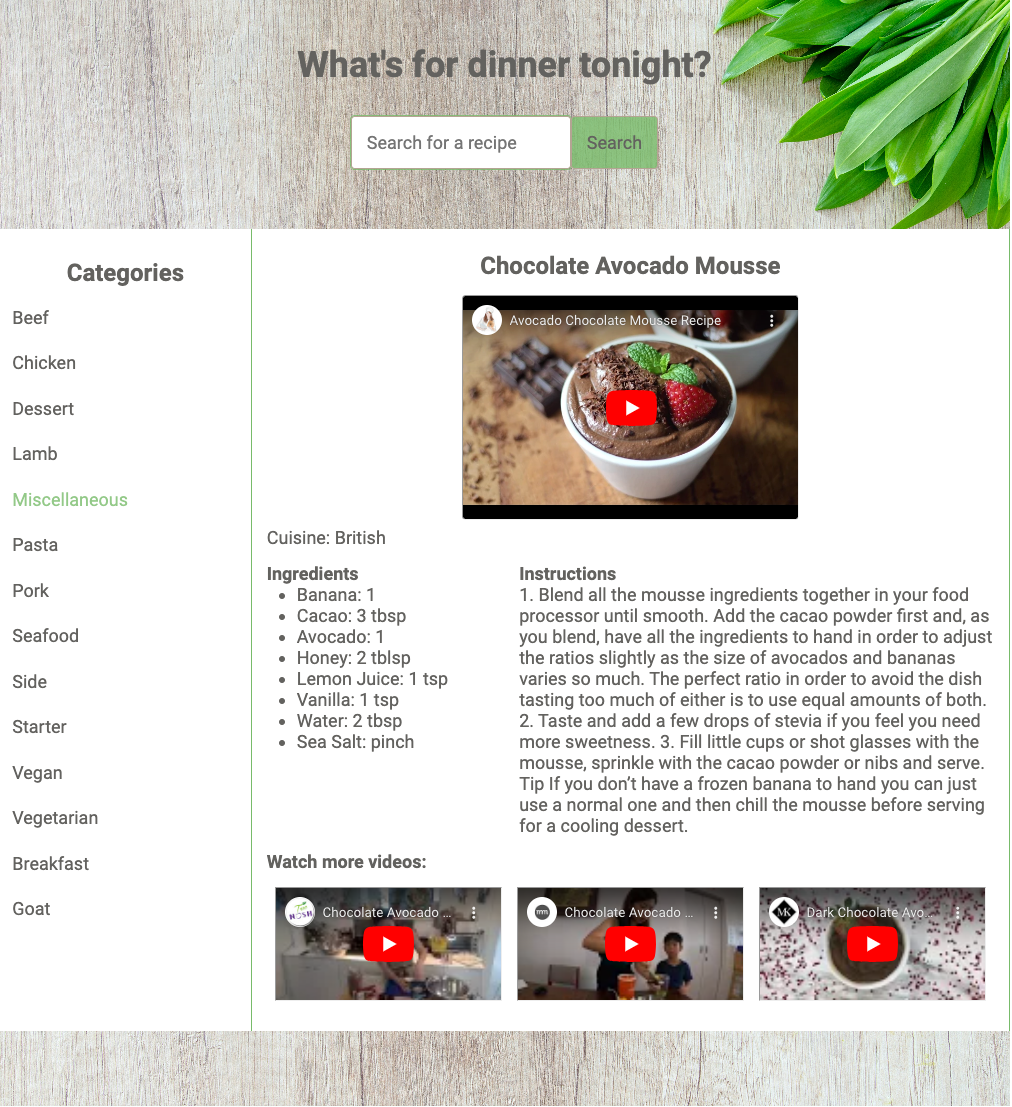 What's for dinner tonight?
Search for a recipe
Search
Categories
Beef
Chicken
Dessert
Lamb
Miscellaneous
Pasta
Pork
Seafood
Side
Starter
Vegan
Vegetarian
Breakfast
Goat
Chocolate Avocado Mousse
Avocado Chocolate Mousse Recipe
Cuisine: British
Ingredients
Banana: 1
Cacao: 3 tbsp
Avocado: 1
Honey: 2 tblsp
Lemon Juice: 1 tsp
Vanilla: 1 tsp
Water: 2 tbsp
Sea Salt: pinch
Instructions
1. Blend all the mousse ingredients together in your food
processor until smooth. Add the cacao powder first and, as
you blend, have all the ingredients to hand in order to adjust
the ratios slightly as the size of avocados and bananas
varies so much. The perfect ratio in order to avoid the dish
tasting too much of either is to use equal amounts of both.
2. Taste and add a few drops of stevia if you feel you need
more sweetness. 3. Fill little cups or shot glasses with the
mousse, sprinkle with the cacao powder or nibs and serve.
Tip If you don’t have a frozen banana to hand you can just
use a normal one and then chill the mousse before serving
for a cooling dessert.
Watch more videos:
NOSH
Chocolate Avocado ...
Chocolate Avocado ...
MK
Dark Chocolate Avo...